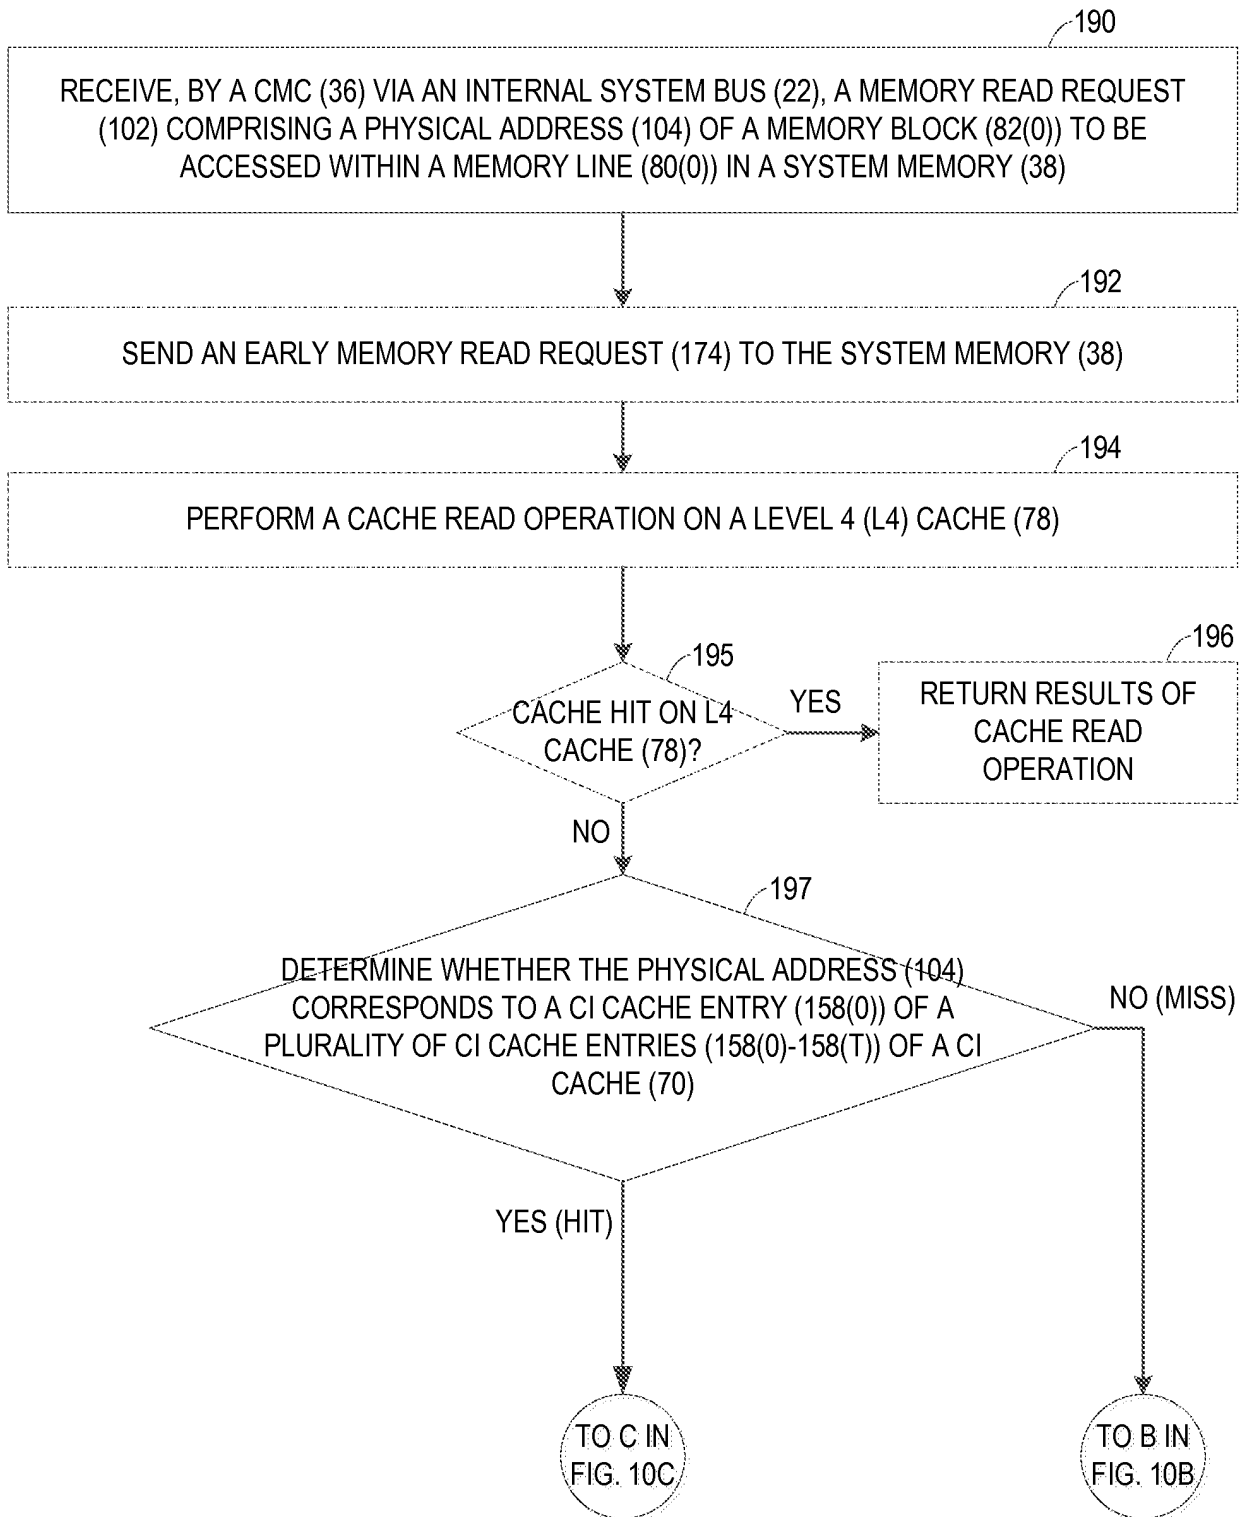 190
RECEIVE, BY A CMC (36) VIA AN INTERNAL SYSTEM BUS (22), A MEMORY READ REQUEST
(102) COMPRISING A PHYSICAL ADDRESS (104) OF A MEMORY BLOCK (82(0)) TO BE
ACCESSED WITHIN A MEMORY LINE (80(0)) IN A SYSTEM MEMORY (38)
192
SEND AN EARLY MEMORY READ REQUEST (174) TO THE SYSTEM MEMORY (38)
194
PERFORM A CACHE READ OPERATION ON A LEVEL 4 (L4) CACHE (78)
195
CACHE HIT ON L4
CACHE (78)?
YES
196
RETURN RESULTS OF
CACHE READ
OPERATION
NO
197
DETERMINE WHETHER THE PHYSICAL ADDRESS (104)
CORRESPONDS TO A CI CACHE ENTRY (158(0)) OF A
PLURALITY OF CI CACHE ENTRIES (158(0)-158(T)) OF A CI
CACHE (70)
NO (MISS)
YES (HIT)
TO C IN
FIG. 10C
TO B IN
FIG. 10B